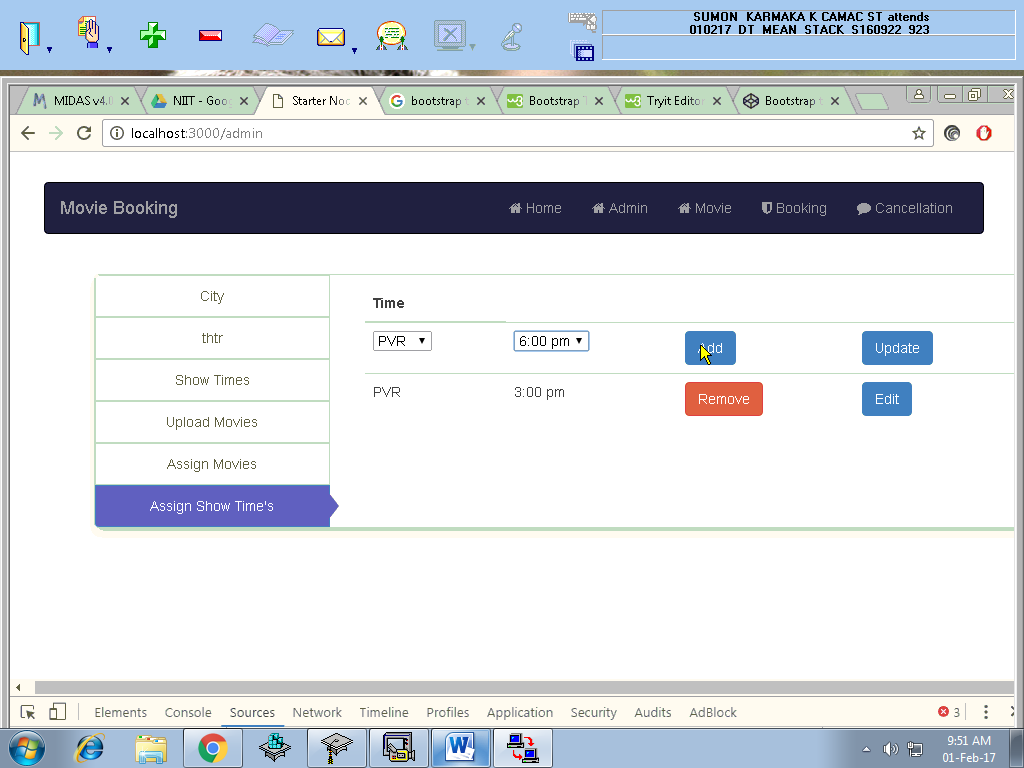 SUMON KARMAKA K CAMAC ST attends
010217 DT MEAN STACK S160922 923
MIDAS v4.0
NIIT - Goo
Starter Noc
bootstrap
Bootstrap
Tryit Editor
Bootstrap
localhost:3000/admin
Movie Booking
Home
Admin
Movie
Booking
Cancellation
City
thtr
Show Times
Upload Movies
Assign Movies
Assign Show Time's
Time
PVR
6:00 pm
Add
Update
PVR
3:00 pm
Remove
Edit
Elements
Console
Sources
Network
Timeline
Profiles
Application
Security
Audits
AdBlock
3
9:51 AM
01-Feb-17